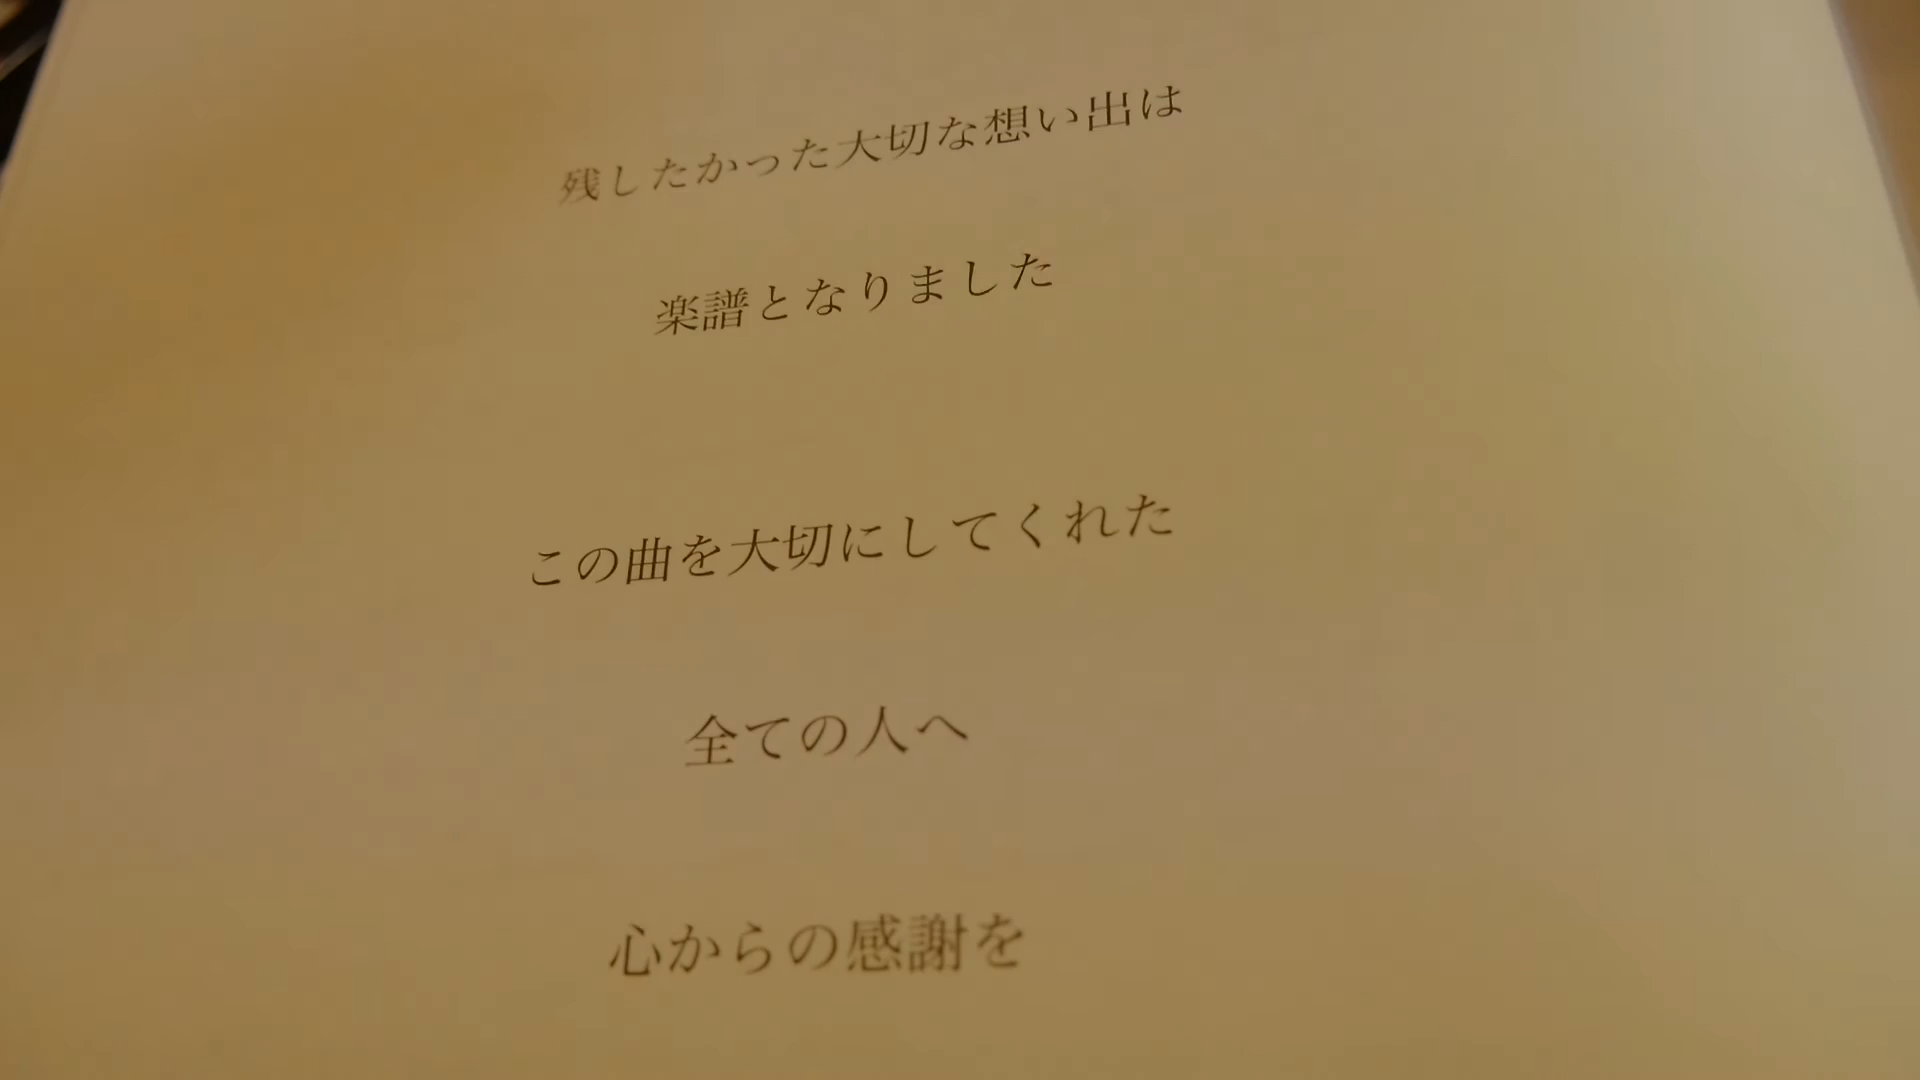 残したかった大切な想い出は
楽譜となりました
この曲を大切にしてくれた
全ての人へ
心からの感謝を